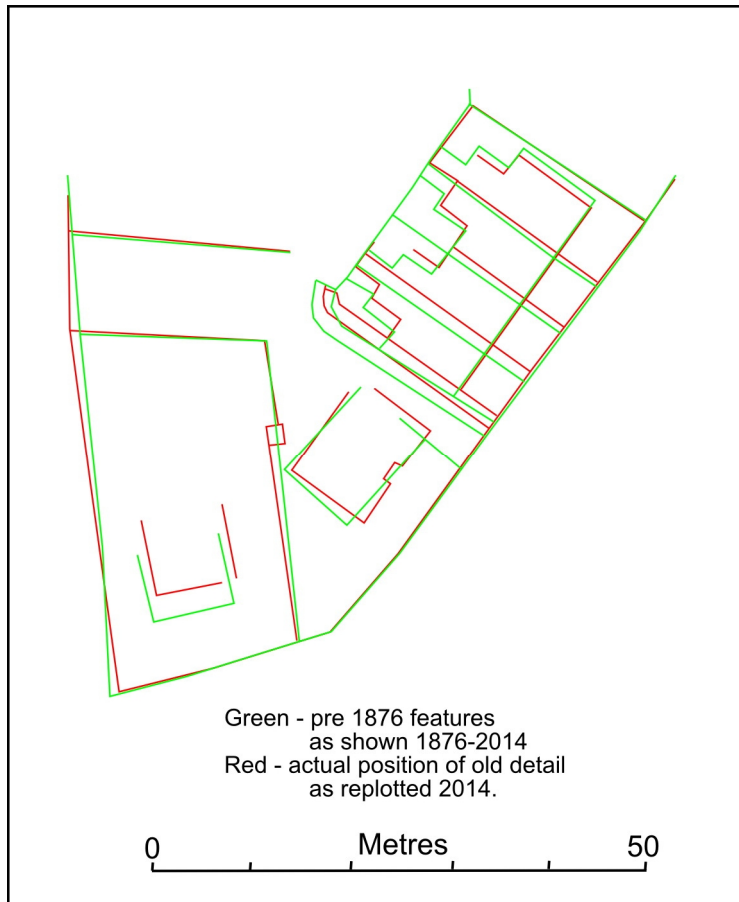 Green - pre 1876 features
as shown 1876-2014
Red - actual position of old detail
as replotted 2014.
0 Metres 50